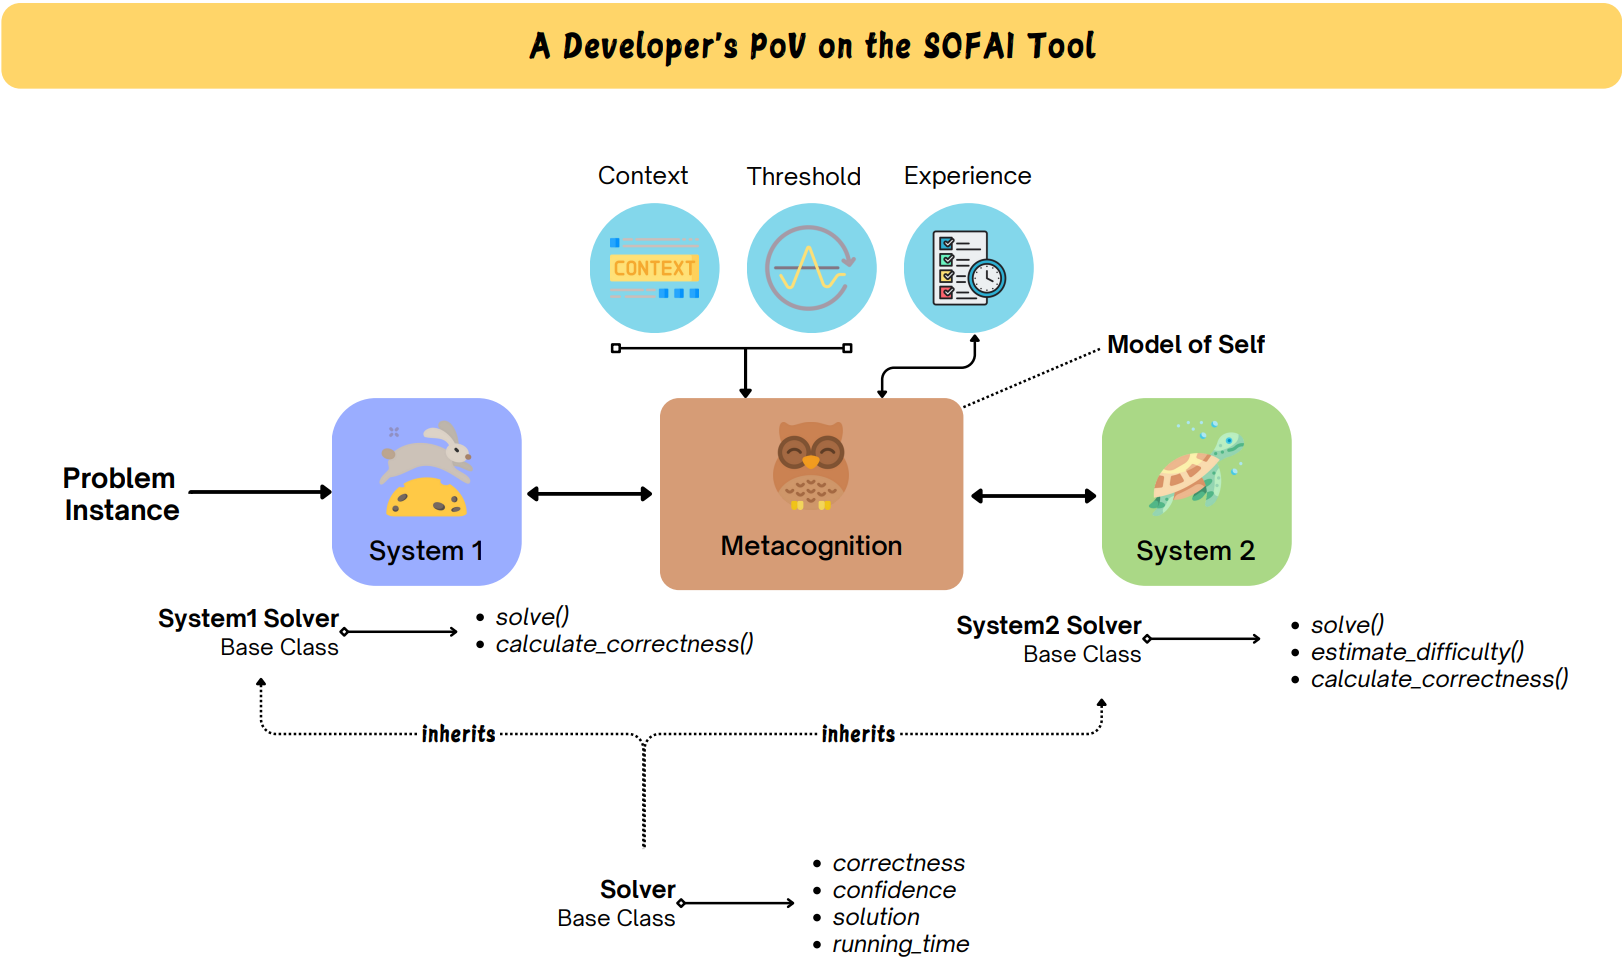 A Developer's PoV on the SOFAI Tool
Context
Threshold
Experience
CONTEXT
Model of Self
Problem
Instance
System 1
Metacognition
System 2
System1 Solver
Base Class
solve()
calculate_correctness()
System2 Solver
Base Class
solve()
estimate_difficulty()
calculate_correctness()
inherits
inherits
Solver
Base Class
correctness
confidence
solution
running_time